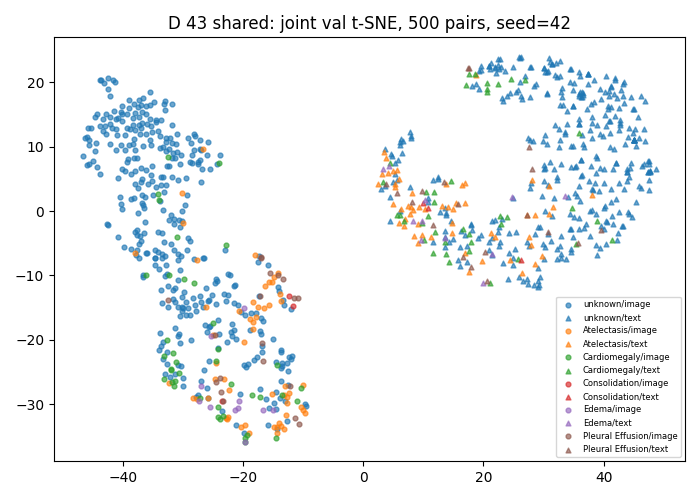 D 43 shared: joint val t-SNE, 500 pairs, seed=42
20
10
0
−10
−20
−30
−40
−20
0
20
40
unknown/image
unknown/text
Atelectasis/image
Atelectasis/text
Cardiomegaly/image
Cardiomegaly/text
Consolidation/image
Consolidation/text
Edema/image
Edema/text
Pleural Effusion/image
Pleural Effusion/text